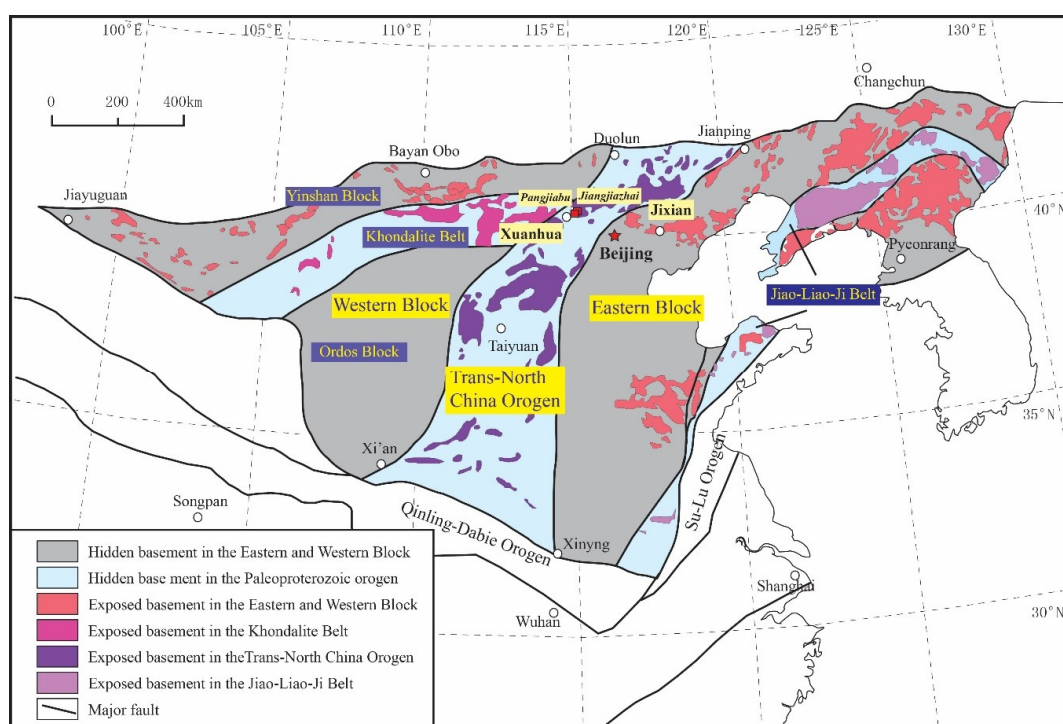 100°E
105°E
110°E
115°E
120°E
125°E
130°E
0 200 400km
Changchun
Duolun
Jianping
Bayan Obo
Jiayuguan
Yinshan Block
Pangjiabu
Jiangjiazhai
40°N
Khondalite Belt
Xuanhua
Jixian
Beijing
Pyeonrang
Western Block
Eastern Block
Jiao-Liao-Ji Belt
Ordos Block
Taiyuan
Trans-North
China Orogen
35°N
Xi'an
Su-Lu Orogen
Songpan
Qinling-Dabie Orogen
Xinyng
Shanghai
Wuhan
30°N
Hidden basement in the Eastern and Western Block
Hidden base ment in the Paleoproterozoic orogen
Exposed basement in the Eastern and Western Block
Exposed basement in the Khondalite Belt
Exposed basement in theTrans-North China Orogen
Exposed basement in the Jiao-Liao-Ji Belt
Major fault